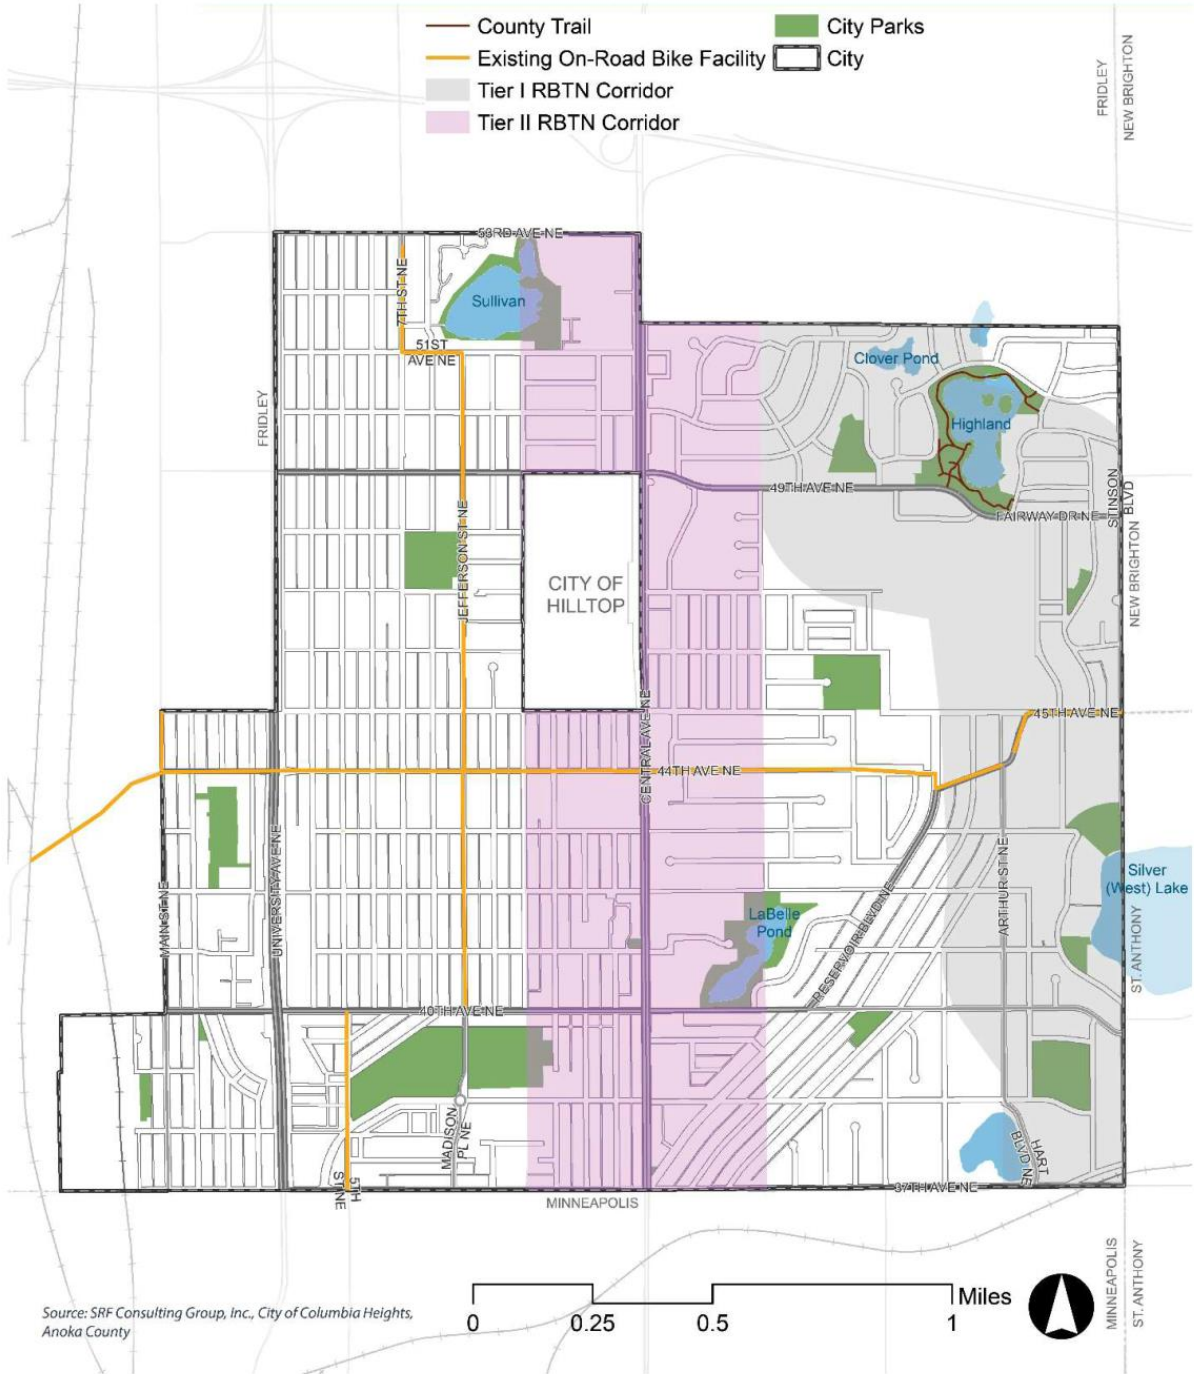 County Trail
City Parks
Existing On-Road Bike Facility
City
Tier I RBTN Corridor
Tier II RBTN Corridor
FRIDLEY
NEW BRIGHTON
53RD AVE NE
7TH ST NE
Sullivan
51ST
AVE NE
Clover Pond
FRIDLEY
Highland
49TH AVE NE
STINSON
BLVD
FAIRWAY DR NE
JEFFERSON ST NE
CITY OF
HILLTOP
NEW BRIGHTON
CENTRAL AVE NE
45TH AVE NE
44TH AVE NE
MAIN ST NE
UNIVERSITY AVE NE
ARTHUR ST NE
Silver
(West) Lake
LaBelle
Pond
RESERVOIR BLVD NE
ST. ANTHONY
40TH AVE NE
MADISON
PL NE
HART
BLVD NE
5TH
ST NE
37TH AVE NE
MINNEAPOLIS
MINNEAPOLIS
ST. ANTHONY
Miles
0
0.25
0.5
1
Source: SRF Consulting Group, Inc., City of Columbia Heights,
Anoka County